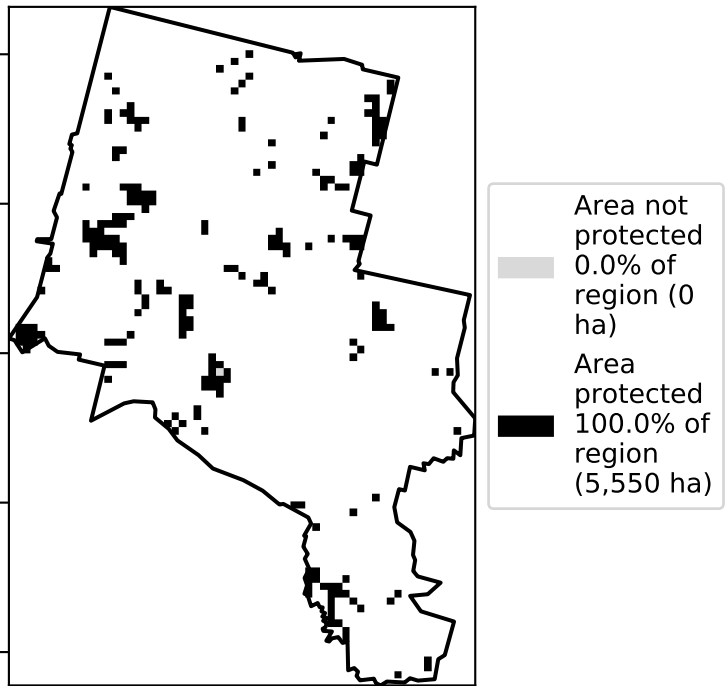 Area not
protected
0.0% of
region (0
ha)
Area
protected
100.0% of
region
(5,550 ha)